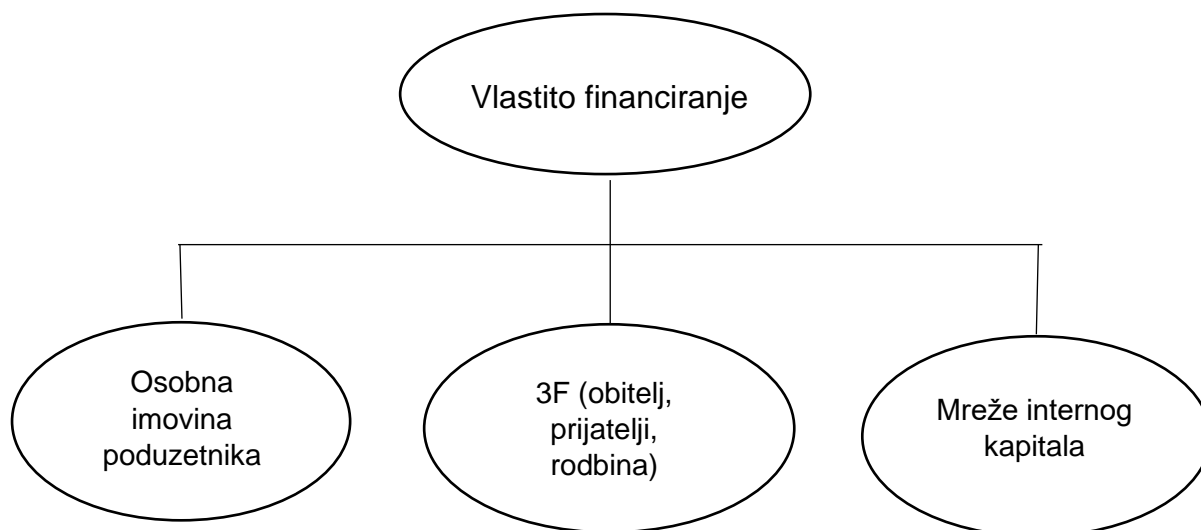 Vlastito financiranje
Osobna
imovina
poduzetnika
3F (obitelj,
prijatelji,
rodbina)
Mreže internog
kapitala